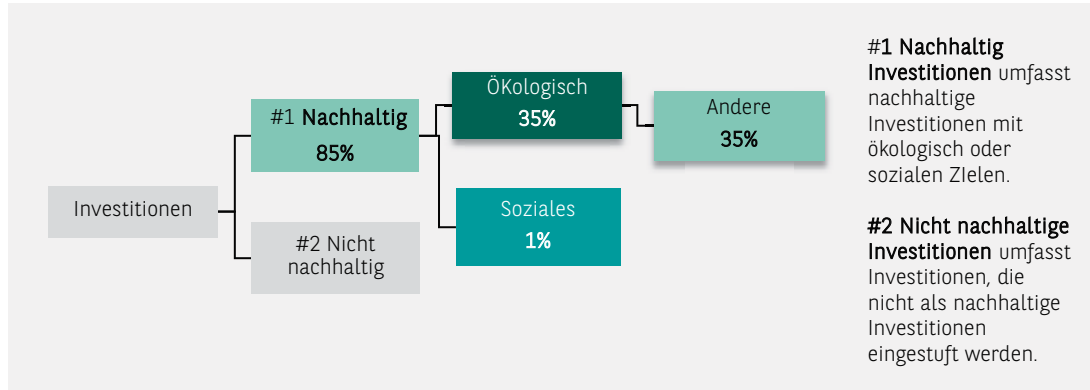 Investitionen
#1 Nachhaltig
85%
#2 Nicht
nachhaltig
ÖKologisch
35%
Soziales
1%
Andere
35%
#1 Nachhaltig
Investitionen umfasst
nachhaltige
Investitionen mit
ökologisch oder
sozialen ZIelen.
#2 Nicht nachhaltige
Investitionen umfasst
Investitionen, die
nicht als nachhaltige
Investitionen
eingestuft werden.